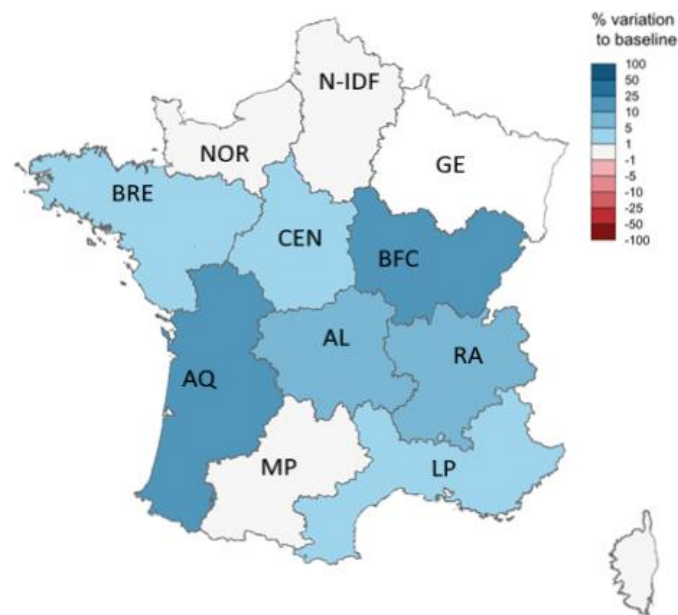 % variation
to baseline
100
50
25
10
5
1
-1
-5
-10
-25
-50
-100
N-IDF
NOR
GE
BRE
CEN
BFC
AL
RA
AQ
MP
LP